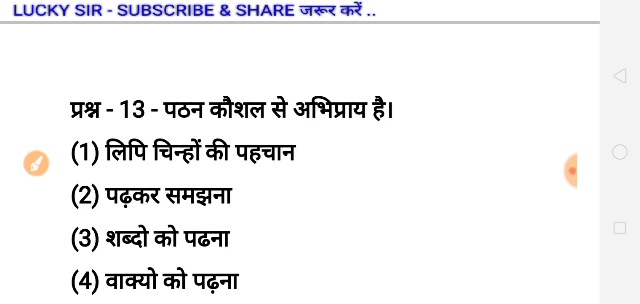 LUCKY SIR - SUBSCRIBE & SHARE जरूर करें ..
प्रश्न - 13 - पठन कौशल से अभिप्राय है।
(1) लिपि चिन्हों की पहचान
(2) पढ़कर समझना
(3) शब्दो को पढना
(4) वाक्यो को पढ़ना